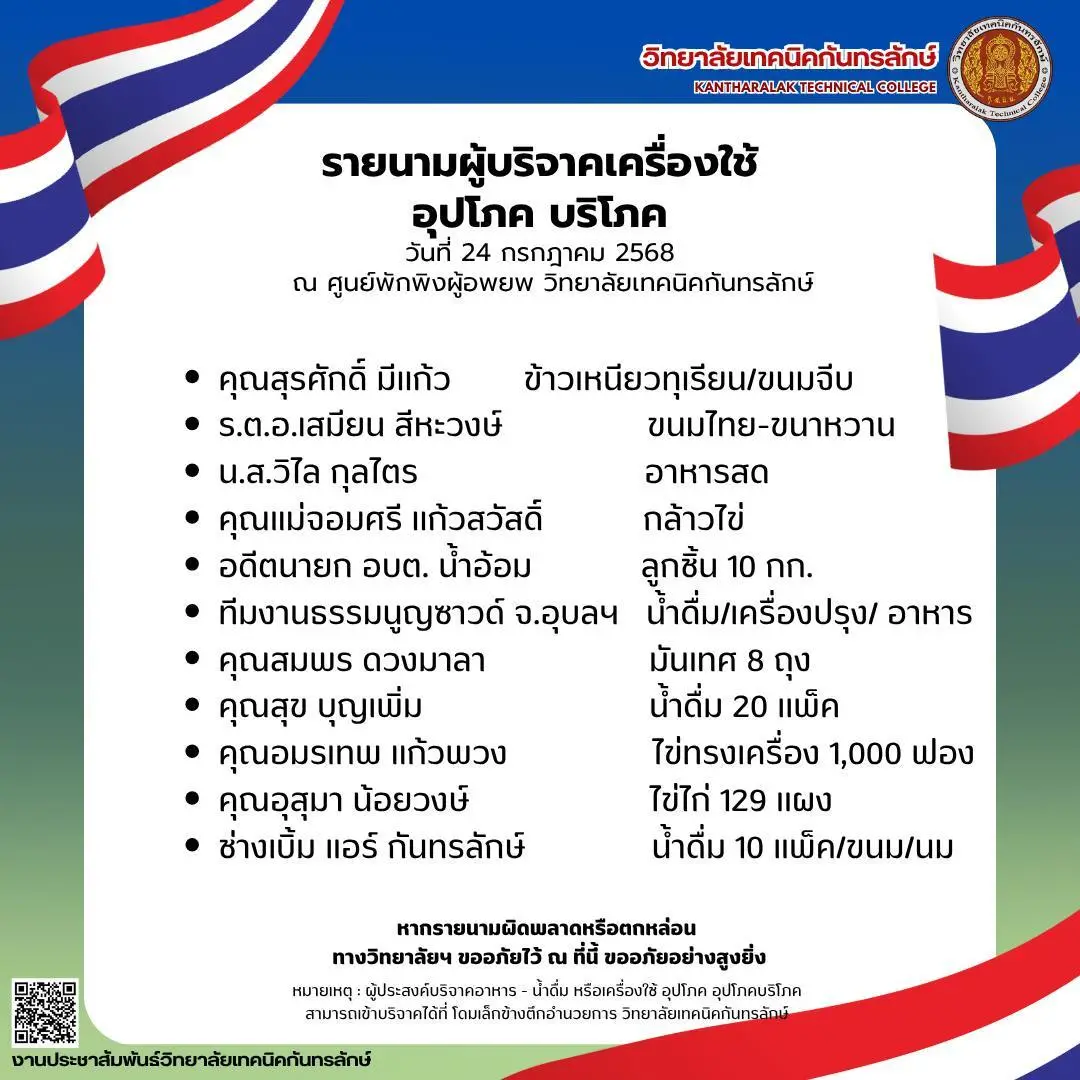 วิทยาลัยเทคนิคกันทรลักษ์
KANTHARALAK TECHNICAL COLLEGE
วิทยาลัยเทคนิคกันทรลักษ์
Kantharalak Technical College
รายนามผู้บริจาคเครื่องใช้
อุปโภค บริโภค
วันที่ 24 กรกฎาคม 2568
ณ ศูนย์พักพิงผู้อพยพ วิทยาลัยเทคนิคกันทรลักษ์
• คุณสุรศักดิ์ มีแก้ว ข้าวเหนียวทุเรียน/ขนมจีบ
• ร.ต.อ.เสมียน สีหะวงษ์ ขนมไทย-ขนาหวาน
• น.ส.วิไล กุลไตร อาหารสด
• คุณแม่จอมศรี แก้วสวัสดิ์ กล้าวไข่
• อดีตนายก อบต. น้ำอ้อม ลูกชิ้น 10 กก.
• ทีมงานธรรมนูญซาวด์ จ.อุบลฯ น้ำดื่ม/เครื่องปรุง/ อาหาร
• คุณสมพร ดวงมาลา มันเทศ 8 ถุง
• คุณสุข บุญเพิ่ม น้ำดื่ม 20 แพ็ค
• คุณอมรเทพ แก้วพวง ไข่ทรงเครื่อง 1,000 ฟอง
• คุณอุสุมา น้อยวงษ์ ไข่ไก่ 129 แผง
• ช่างเบิ้ม แอร์ กันทรลักษ์ น้ำดื่ม 10 แพ็ค/ขนม/นม
หากรายนามผิดพลาดหรือตกหล่อน
ทางวิทยาลัยฯ ขออภัยไว้ ณ ที่นี้ ขออภัยอย่างสูงยิ่ง
หมายเหตุ : ผู้ประสงค์บริจาคอาหาร - น้ำดื่ม หรือเครื่องใช้ อุปโภค อุปโภคบริโภค
สามารถเข้าบริจาคได้ที่ โดมเล็กข้างตึกอำนวยการ วิทยาลัยเทคนิคกันทรลักษ์
งานประชาสัมพันธ์วิทยาลัยเทคนิคกันทรลักษ์